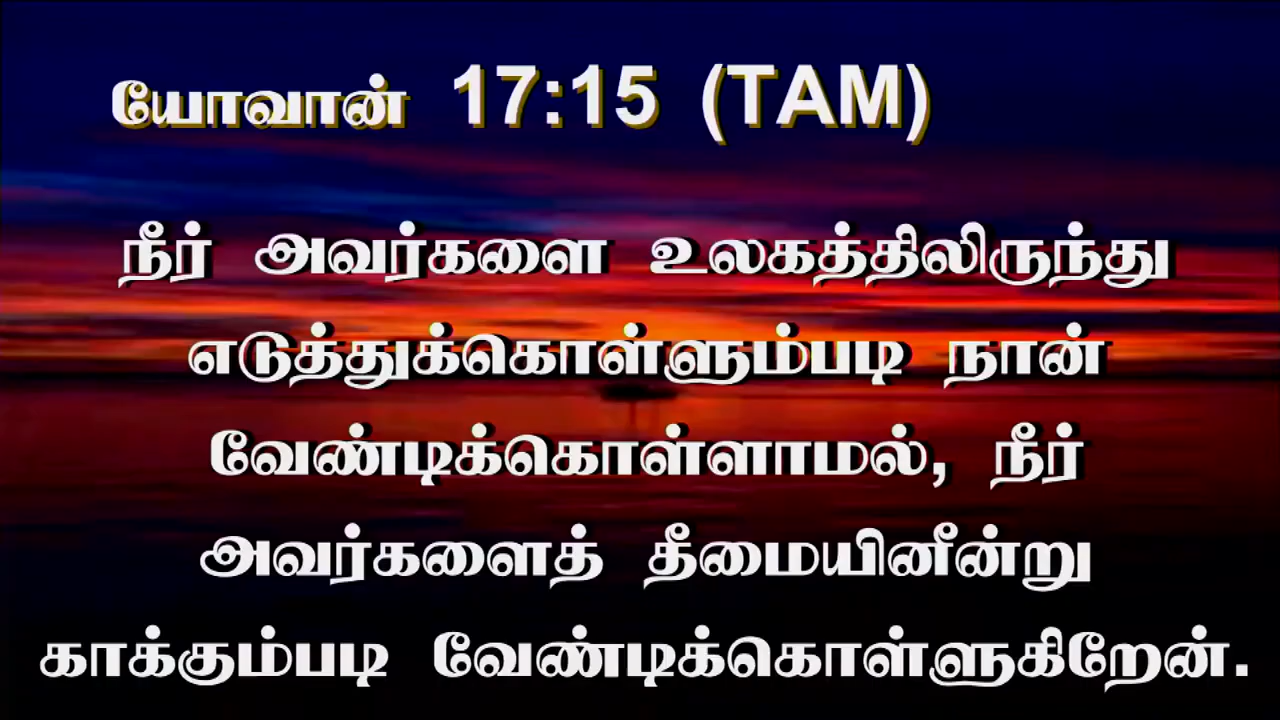 யோவான் 17:15 (TAM)
நீர் அவர்களை உலகத்திலிருந்து
எடுத்துக்கொள்ளும்படி நான்
வேண்டிக்கொள்ளாமல், நீர்
அவர்களைத் தீமையினீன்று
காக்கும்படி வேண்டிக்கொள்ளுகிறேன்.